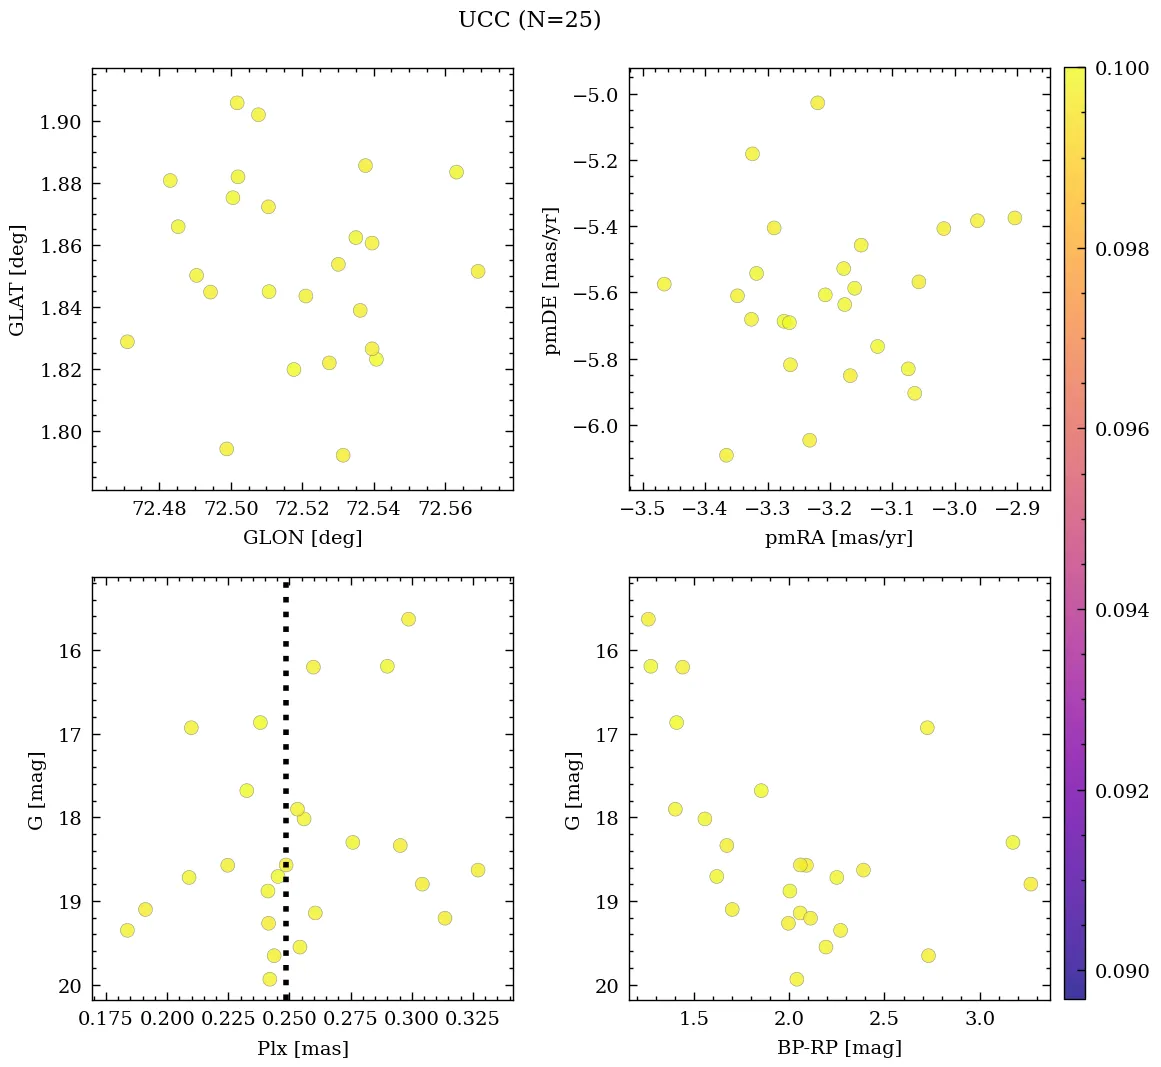 UCC (N=25)
1.90
1.88
1.86
1.84
1.82
1.80
GLAT [deg]
72.48 72.50 72.52 72.54 72.56
GLON [deg]
−5.0
−5.2
−5.4
−5.6
−5.8
−6.0
pmDE [mas/yr]
−3.5 −3.4 −3.3 −3.2 −3.1 −3.0 −2.9
pmRA [mas/yr]
0.100
0.098
0.096
0.094
0.092
0.090
16
17
18
19
20
G [mag]
0.175 0.200 0.225 0.250 0.275 0.300 0.325
Plx [mas]
16
17
18
19
20
G [mag]
1.5 2.0 2.5 3.0
BP-RP [mag]